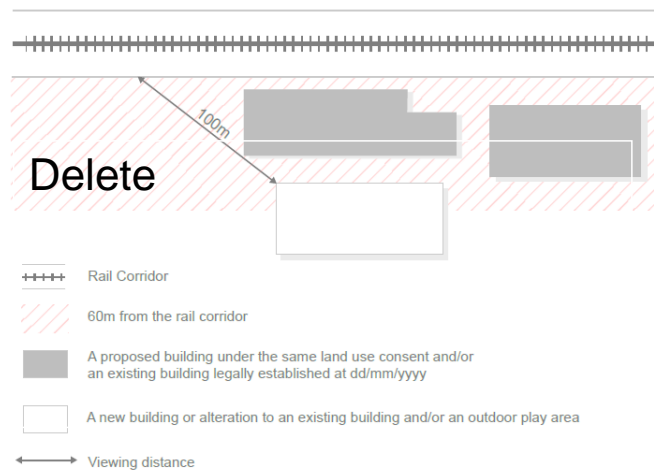 100m
Delete
Rail Corridor
60m from the rail corridor
A proposed building under the same land use consent and/or
an existing building legally established at dd/mm/yyyy
A new building or alteration to an existing building and/or an outdoor play area
Viewing distance